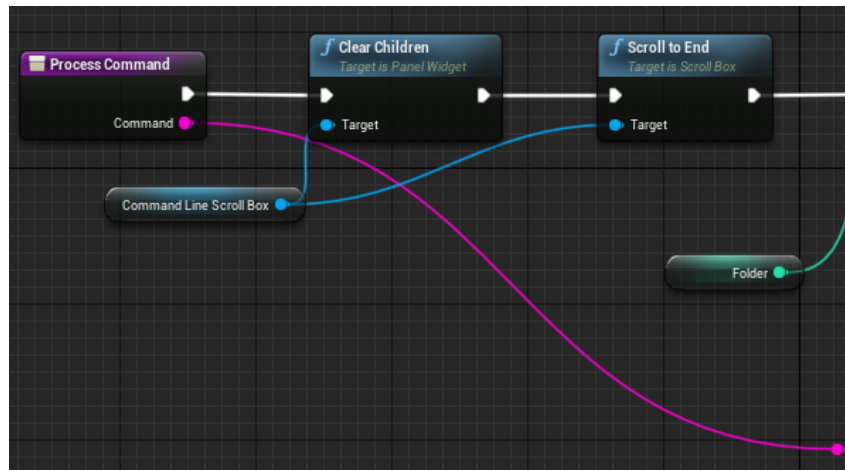 Process Command
Command
f Clear Children
Target is Panel Widget
Target
f Scroll to End
Target is Scroll Box
Target
Command Line Scroll Box
Folder